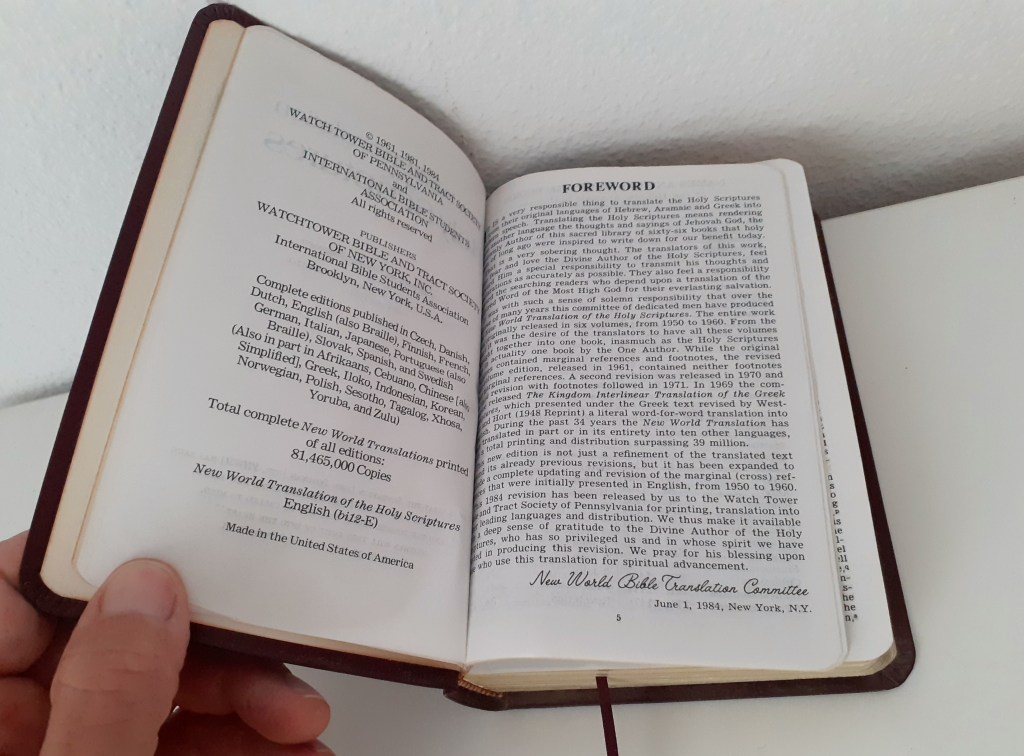 © 1961, 1981, 1984
WATCH TOWER BIBLE AND TRACT SOCIETY
OF PENNSYLVANIA
and
INTERNATIONAL BIBLE STUDENTS
ASSOCIATION
All rights reserved
PUBLISHERS
WATCHTOWER BIBLE AND TRACT SOCIETY
OF NEW YORK, INC.
International Bible Students Association
Brooklyn, New York, U.S.A.
Complete editions published in Czech, Danish,
Dutch, English (also Braille), Finnish, French,
German, Italian, Japanese, Portuguese (also
Braille), Slovak, Spanish, and Swedish
(Also in part in Afrikaans, Cebuano, Chinese [also
Simplified], Greek, Iloko, Indonesian, Korean,
Norwegian, Polish, Sesotho, Tagalog, Xhosa,
Yoruba, and Zulu)
Total complete New World Translations printed
of all editions:
81,465,000 Copies
New World Translation of the Holy Scriptures
English (bi12-E)
Made in the United States of America
FOREWORD
is a very responsible thing to translate the Holy Scriptures
their original languages of Hebrew, Aramaic and Greek into
speech. Translating the Holy Scriptures means rendering
another language the thoughts and sayings of Jehovah God, the
Author of this sacred library of sixty-six books that holy
long ago were inspired to write down for our benefit today.
is a very sobering thought. The translators of this work,
and love the Divine Author of the Holy Scriptures, feel
Him a special responsibility to transmit his thoughts and
as accurately as possible. They also feel a responsibility
the searching readers who depend upon a translation of the
Word of the Most High God for their everlasting salvation.
was with such a sense of solemn responsibility that over the
of many years this committee of dedicated men have produced
World Translation of the Holy Scriptures. The entire work
originally released in six volumes, from 1950 to 1960. From the
it was the desire of the translators to have all these volumes
together into one book, inasmuch as the Holy Scriptures
actuality one book by the One Author. While the original
contained marginal references and footnotes, the revised
edition, released in 1961, contained neither footnotes
marginal references. A second revision was released in 1970 and
revision with footnotes followed in 1971. In 1969 the com-
released The Kingdom Interlinear Translation of the Greek
which presented under the Greek text revised by West-
and Hort (1948 Reprint) a literal word-for-word translation into
During the past 34 years the New World Translation has
translated in part or in its entirety into ten other languages,
total printing and distribution surpassing 39 million.
new edition is not just a refinement of the translated text
its already previous revisions, but it has been expanded to
a complete updating and revision of the marginal (cross) ref-
that were initially presented in English, from 1950 to 1960.
1984 revision has been released by us to the Watch Tower
and Tract Society of Pennsylvania for printing, translation into
leading languages and distribution. We thus make it available
a deep sense of gratitude to the Divine Author of the Holy
who has so privileged us and in whose spirit we have
in producing this revision. We pray for his blessing upon
who use this translation for spiritual advancement.
New World Bible Translation Committee
June 1, 1984, New York, N.Y.
5